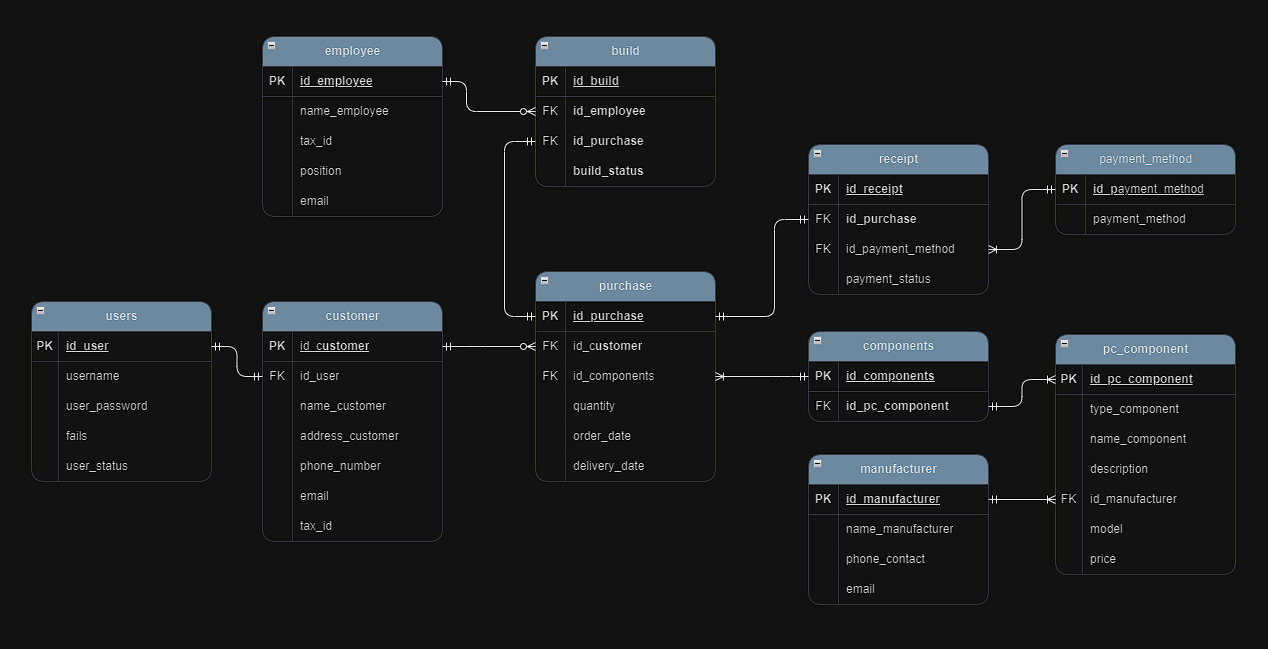 employee
PK id_employee
name_employee
tax_id
position
email
build
PK id_build
FK id_employee
FK id_purchase
build_status
receipt
PK id_receipt
FK id_purchase
FK id_payment_method
payment_status
payment_method
PK id_payment_method
payment_method
users
PK id_user
username
user_password
fails
user_status
customer
PK id_customer
FK id_user
name_customer
address_customer
phone_number
email
tax_id
purchase
PK id_purchase
FK id_customer
FK id_components
quantity
order_date
delivery_date
components
PK id_components
FK id_pc_component
pc_component
PK id_pc_component
type_component
name_component
description
FK id_manufacturer
model
price
manufacturer
PK id_manufacturer
name_manufacturer
phone_contact
email